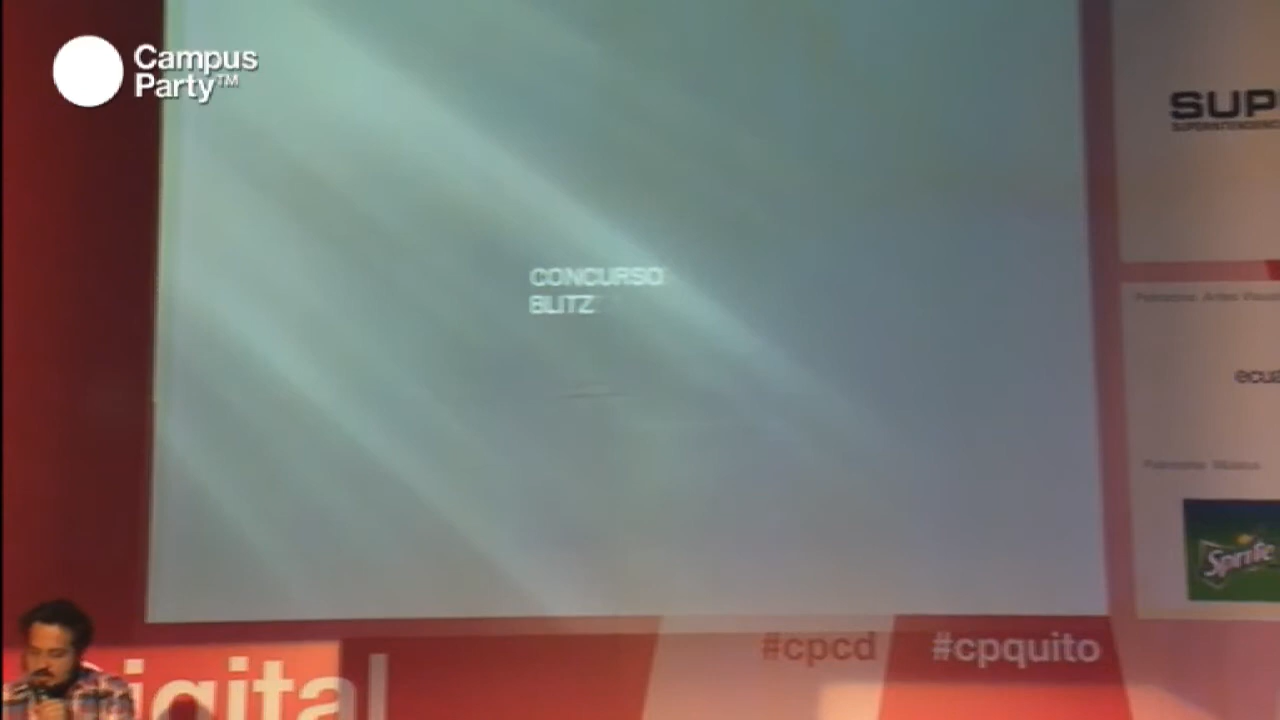 Campus
Party™
SUP
CONCURSO
BLITZ
ecua
Sprite
#cpcd
#cpquito
igital